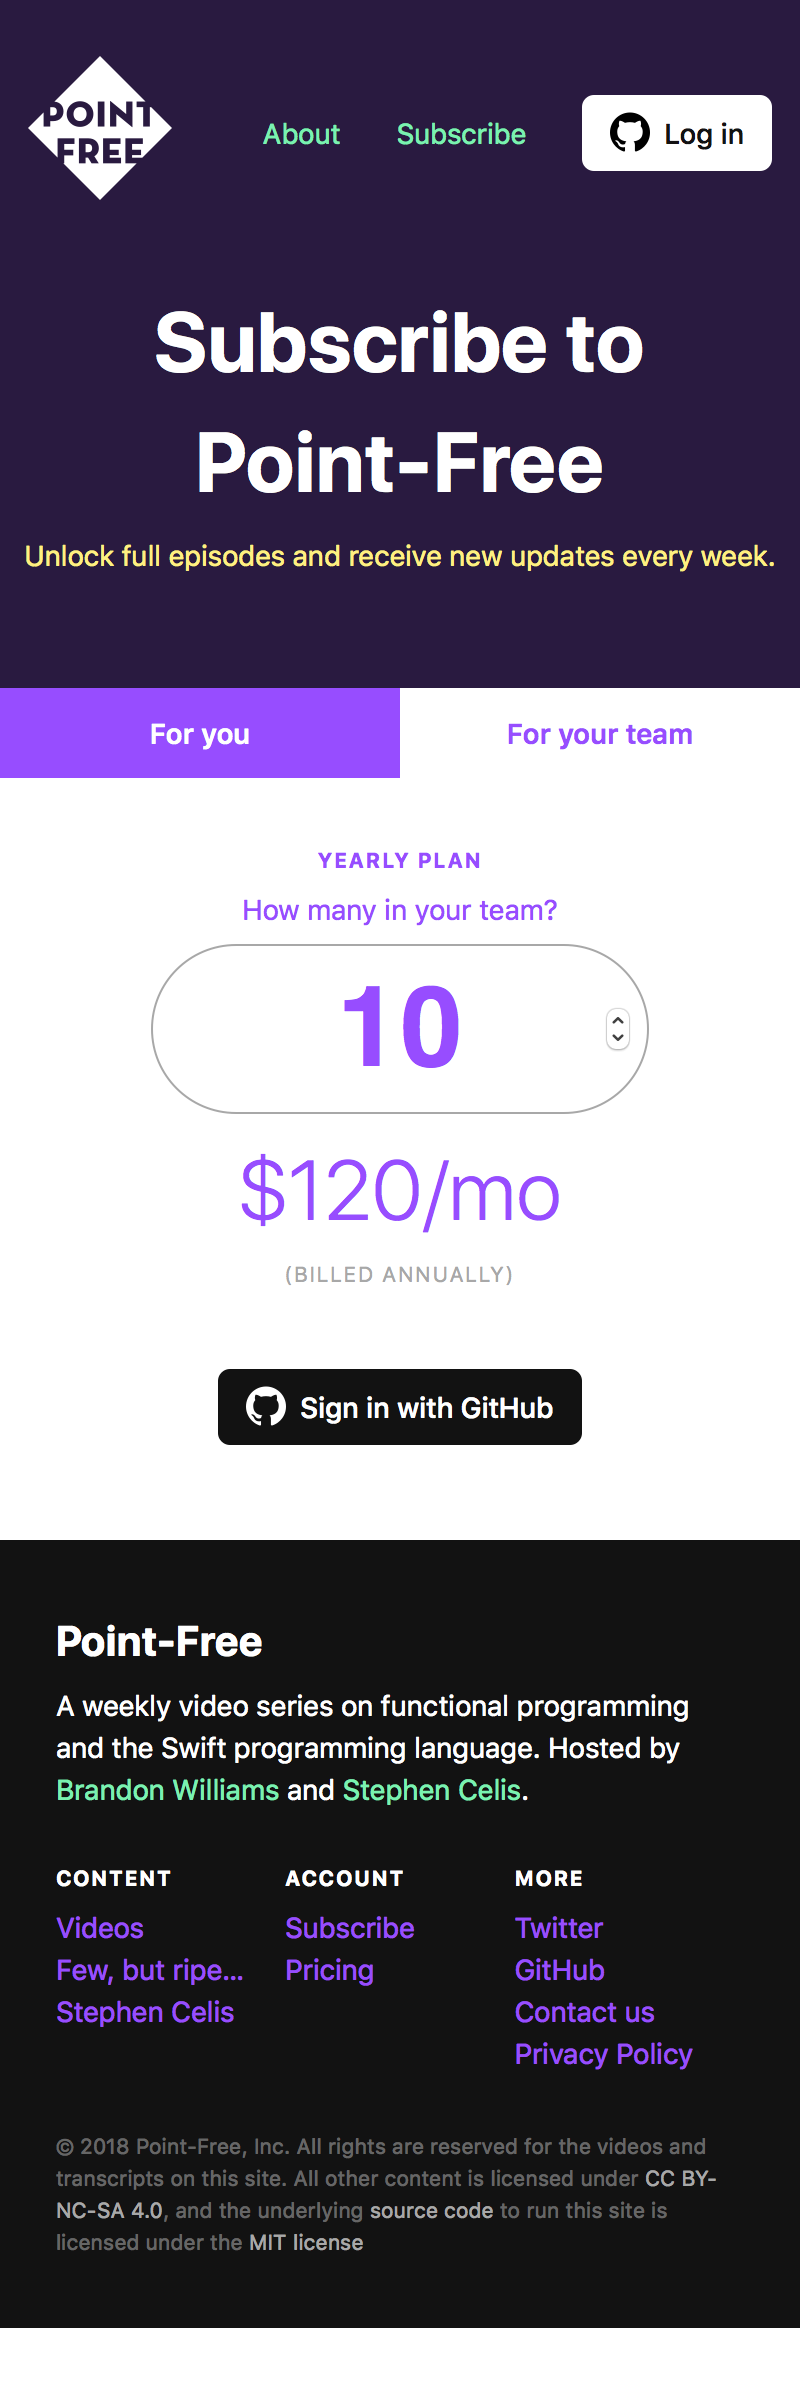 POINT
FREE
About
Subscribe
Log in
Subscribe to
Point-Free
Unlock full episodes and receive new updates every week.
For you
For your team
YEARLY PLAN
How many in your team?
10
$120/mo
(BILLED ANNUALLY)
Sign in with GitHub
Point-Free
A weekly video series on functional programming
and the Swift programming language. Hosted by
Brandon Williams and Stephen Celis.
CONTENT
Videos
Few, but ripe...
Stephen Celis
ACCOUNT
Subscribe
Pricing
MORE
Twitter
GitHub
Contact us
Privacy Policy
© 2018 Point-Free, Inc. All rights are reserved for the videos and
transcripts on this site. All other content is licensed under CC BY-
NC-SA 4.0, and the underlying source code to run this site is
licensed under the MIT license